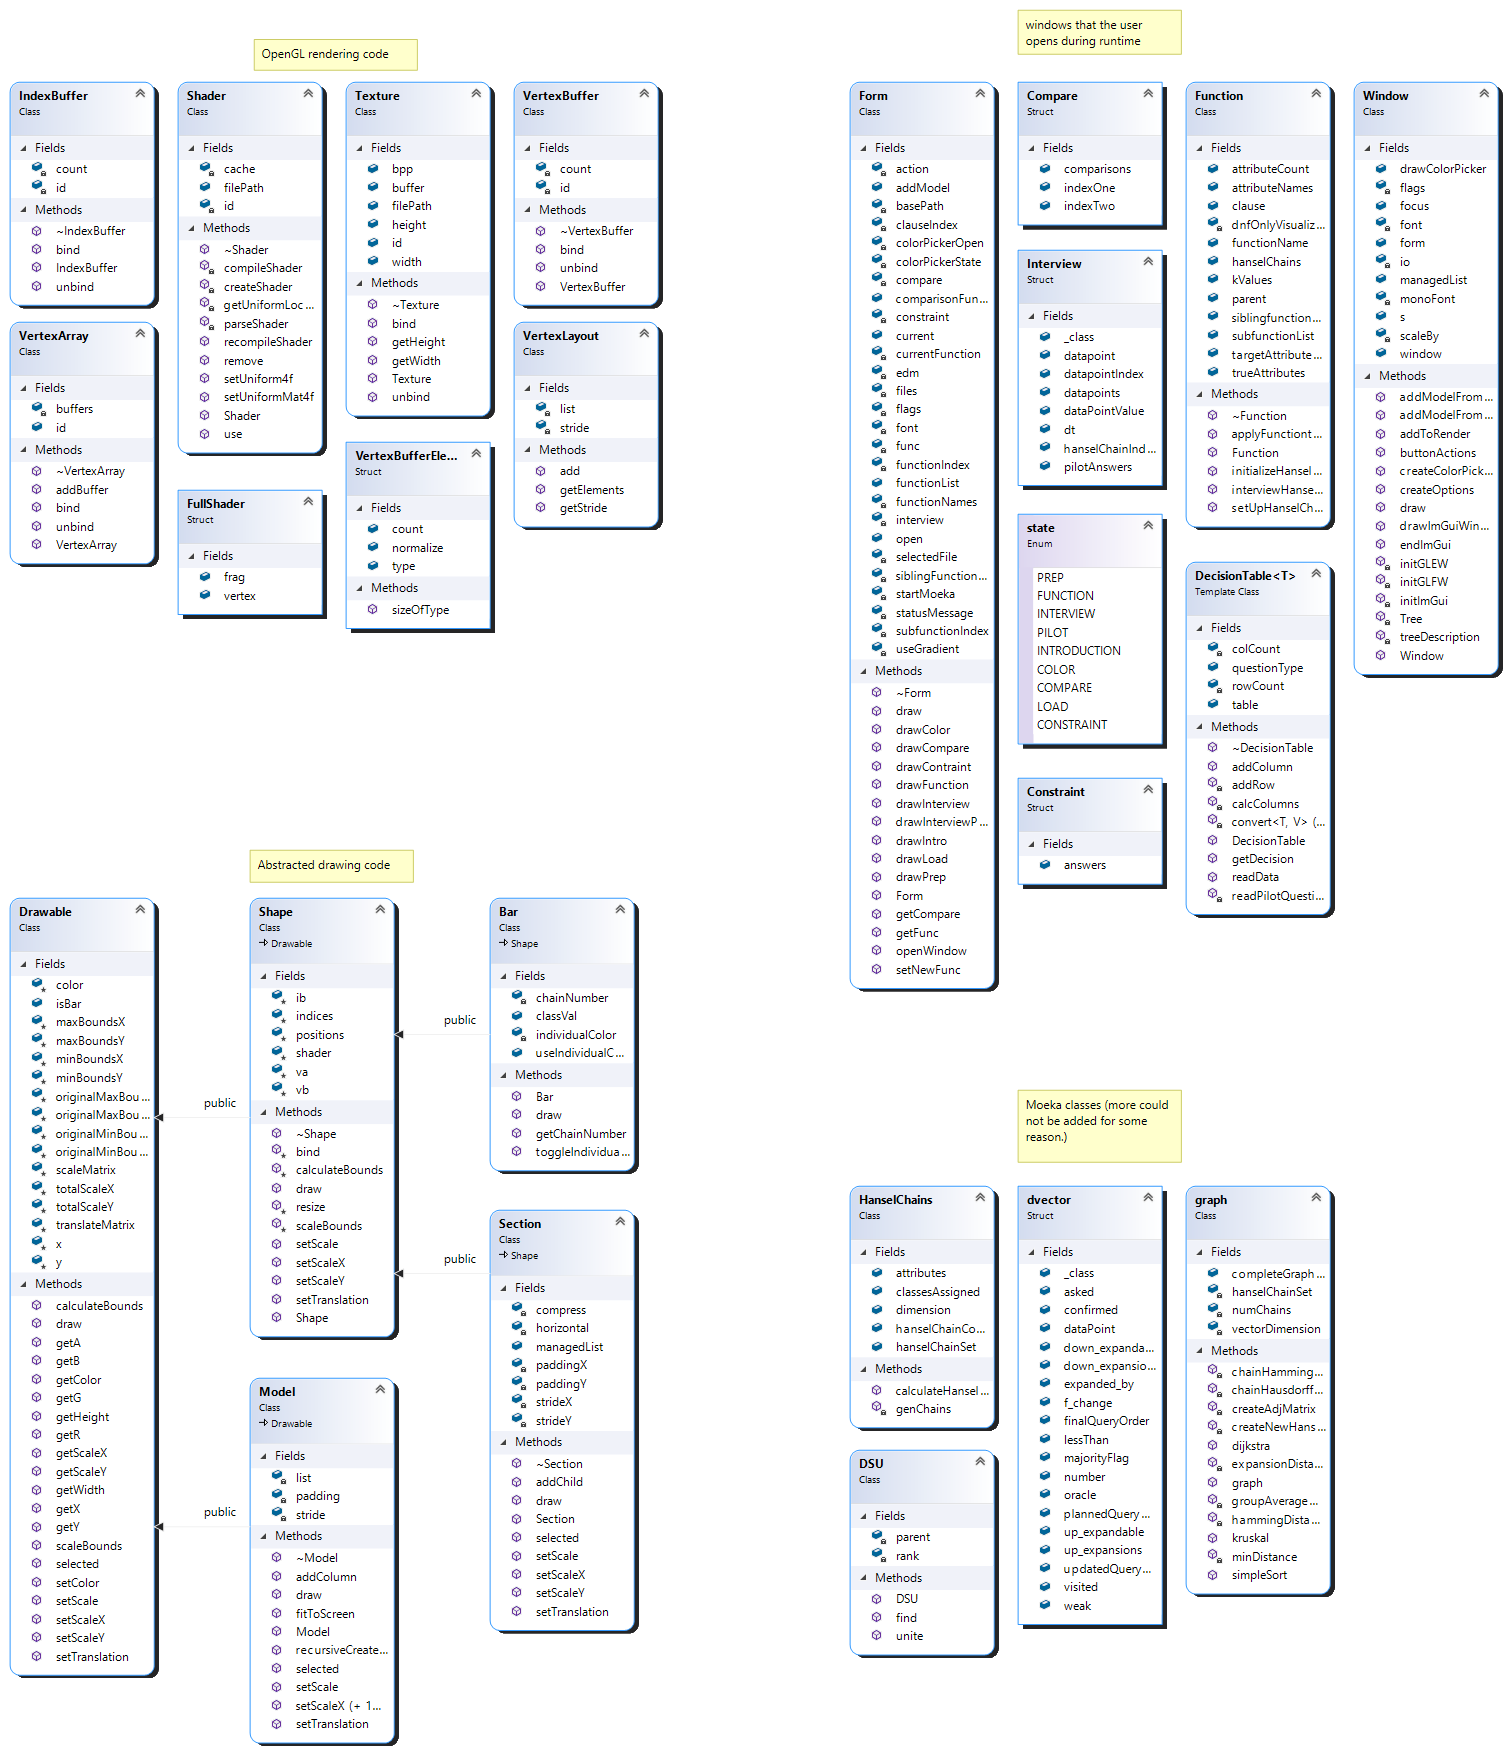 OpenGL rendering code
IndexBuffer
Class
Fields
count
id
Methods
~IndexBuffer
bind
IndexBuffer
unbind
Shader
Class
Fields
cache
filePath
id
Methods
~Shader
compileShader
createShader
getUniformLoc...
parseShader
recompileShader
remove
setUniform4f
setUniformMat4f
Shader
use
Texture
Class
Fields
bpp
buffer
filePath
height
id
width
Methods
~Texture
bind
getHeight
getWidth
Texture
unbind
VertexBuffer
Class
Fields
count
id
Methods
~VertexBuffer
bind
unbind
VertexBuffer
VertexArray
Class
Fields
buffers
id
Methods
~VertexArray
addBuffer
bind
unbind
VertexArray
FullShader
Struct
Fields
frag
vertex
VertexBufferEle...
Struct
Fields
count
normalize
type
Methods
sizeOfType
VertexLayout
Class
Fields
list
stride
Methods
add
getElements
getStride
windows that the user
opens during runtime
Form
Class
Fields
action
addModel
basePath
clauseIndex
colorPickerOpen
colorPickerState
compare
comparisonFun...
constraint
current
currentFunction
edm
files
flags
font
func
functionIndex
functionList
functionNames
interview
open
selectedFile
siblingFunction...
startMoeka
statusMessage
subfunctionIndex
useGradient
Methods
~Form
draw
drawColor
drawCompare
drawContraint
drawFunction
drawInterview
drawInterviewP...
drawIntro
drawLoad
drawPrep
Form
getCompare
getFunc
openWindow
setNewFunc
Compare
Struct
Fields
comparisons
indexOne
indexTwo
Interview
Struct
Fields
_class
datapoint
datapointIndex
datapoints
dataPointValue
dt
hanselChainInd...
pilotAnswers
state
Enum
PREP
FUNCTION
INTERVIEW
PILOT
INTRODUCTION
COLOR
COMPARE
LOAD
CONSTRAINT
Constraint
Struct
Fields
answers
Function
Class
Fields
attributeCount
attributeNames
clause
dnfOnlyVisualiz...
functionName
hanselChains
kValues
parent
siblingfunction...
subfunctionList
targetAttribute...
trueAttributes
Methods
~Function
applyFunctiont...
Function
initializeHansel...
interviewHanse...
setUpHanselCh...
DecisionTable<T>
Template Class
Fields
colCount
questionType
rowCount
table
Methods
~DecisionTable
addColumn
addRow
calcColumns
convert<T, V> (...
DecisionTable
getDecision
readData
readPilotQuesti...
Window
Class
Fields
drawColorPicker
flags
focus
font
form
io
managedList
monoFont
s
scaleBy
window
Methods
addModelFrom...
addModelFrom...
addToRender
buttonActions
createColorPick...
createOptions
draw
drawImGuiWin...
endImGui
initGLEW
initGLFW
initImGui
Tree
treeDescription
Window
Abstracted drawing code
Drawable
Class
Fields
color
isBar
maxBoundsX
maxBoundsY
minBoundsX
minBoundsY
originalMaxBou...
originalMaxBou...
originalMinBou...
originalMinBou...
scaleMatrix
totalScaleX
totalScaleY
translateMatrix
x
y
Methods
calculateBounds
draw
getA
getB
getColor
getG
getHeight
getR
getScaleX
getScaleY
getWidth
getX
getY
scaleBounds
selected
setColor
setScale
setScaleX
setScaleY
setTranslation
public
public
Shape
Class
Drawable
Fields
ib
indices
positions
shader
va
vb
Methods
~Shape
bind
calculateBounds
draw
resize
scaleBounds
setScale
setScaleX
setScaleY
setTranslation
Shape
Model
Class
Drawable
Fields
list
padding
stride
Methods
~Model
addColumn
draw
fitToScreen
Model
recursiveCreate...
selected
setScale
setScaleX (+ 1...
setTranslation
public
public
Bar
Class
Shape
Fields
chainNumber
classVal
individualColor
useIndividualC...
Methods
Bar
draw
getChainNumber
toggleIndividua...
Section
Class
Shape
Fields
compress
horizontal
managedList
paddingX
paddingY
strideX
strideY
Methods
~Section
addChild
draw
Section
selected
setScale
setScaleX
setScaleY
setTranslation
Moeka classes (more could
not be added for some
reason.)
HanselChains
Class
Fields
attributes
classesAssigned
dimension
hanselChainCo...
hanselChainSet
Methods
calculateHansel...
genChains
DSU
Class
Fields
parent
rank
Methods
DSU
find
unite
dvector
Struct
Fields
_class
asked
confirmed
dataPoint
down_expanda...
down_expansio...
expanded_by
f_change
finalQueryOrder
lessThan
majorityFlag
number
oracle
plannedQuery...
up_expandable
up_expansions
updatedQuery...
visited
weak
graph
Class
Fields
completeGraph...
hanselChainSet
numChains
vectorDimension
Methods
chainHamming...
chainHausdorff...
createAdjMatrix
createNewHans...
dijkstra
expansionDista...
graph
groupAverage...
hammingDista...
kruskal
minDistance
simpleSort